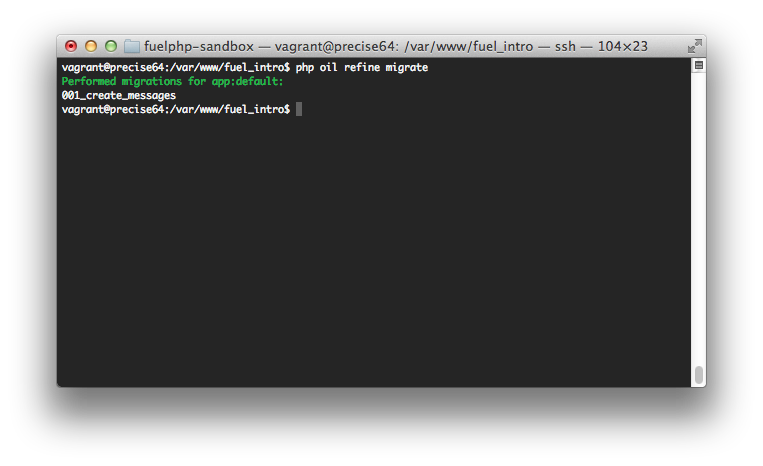 fuelphp-sandbox — vagrant@precise64: /var/www/fuel_intro — ssh — 104×23
vagrant@precise64:/var/www/fuel_intro$ php oil refine migrate
Performed migrations for app:default:
001_create_messages
vagrant@precise64:/var/www/fuel_intro$